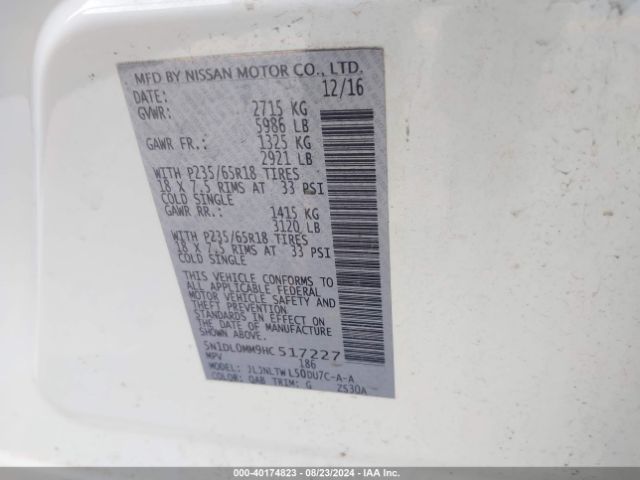 MFD BY NISSAN MOTOR CO., LTD.
DATE: 12/16
GVWR: 2715 KG
5986 LB
GAWR FR.: 1325 KG
2921 LB
WITH P235/65R18 TIRES
18 X 7.5 RIMS AT 33 PSI
COLD SINGLE
GAWR RR.: 1415 KG
3120 LB
WITH P235/65R18 TIRES
18 X 7.5 RIMS AT 33 PSI
COLD SINGLE
THIS VEHICLE CONFORMS TO
ALL APPLICABLE FEDERAL
MOTOR VEHICLE SAFETY AND
THEFT PREVENTION
STANDARDS IN EFFECT ON
THE DATE OF MANUFACTURE
SHOWN ABOVE.
5N1DL0MM9HC517227
MPV 186
MODEL: JLJNLTWL50DU7C-A-A
COLOR: QAB TRIM: G ZS30A
000-40174823 - 08/23/2024 - IAA Inc.